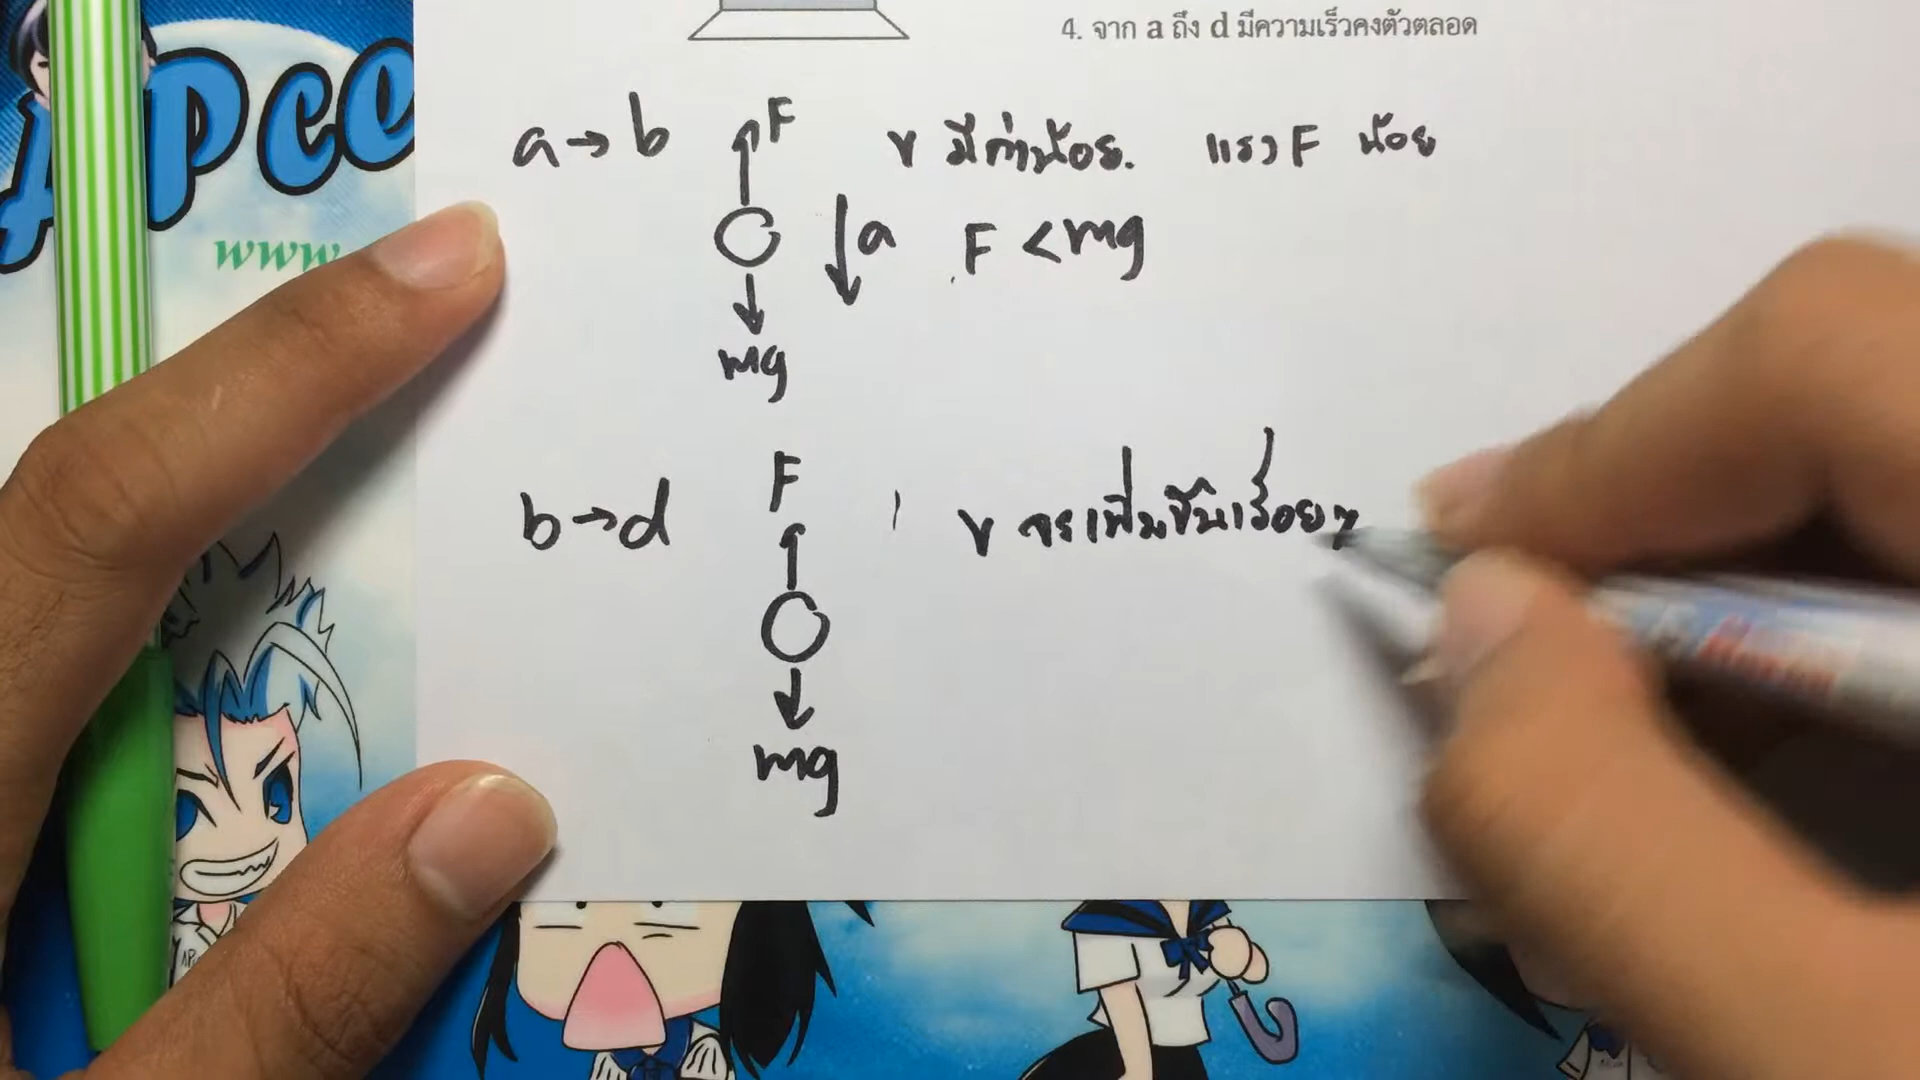 APCC
www.
4. จาก a ถึง d มีความเร็วคงตัวตลอด
a → b F v มีค่าน้อย. แรง F น้อย
a F < mg
mg
F
b → d v จะเพิ่มขึ้นเรื่อยๆ
mg